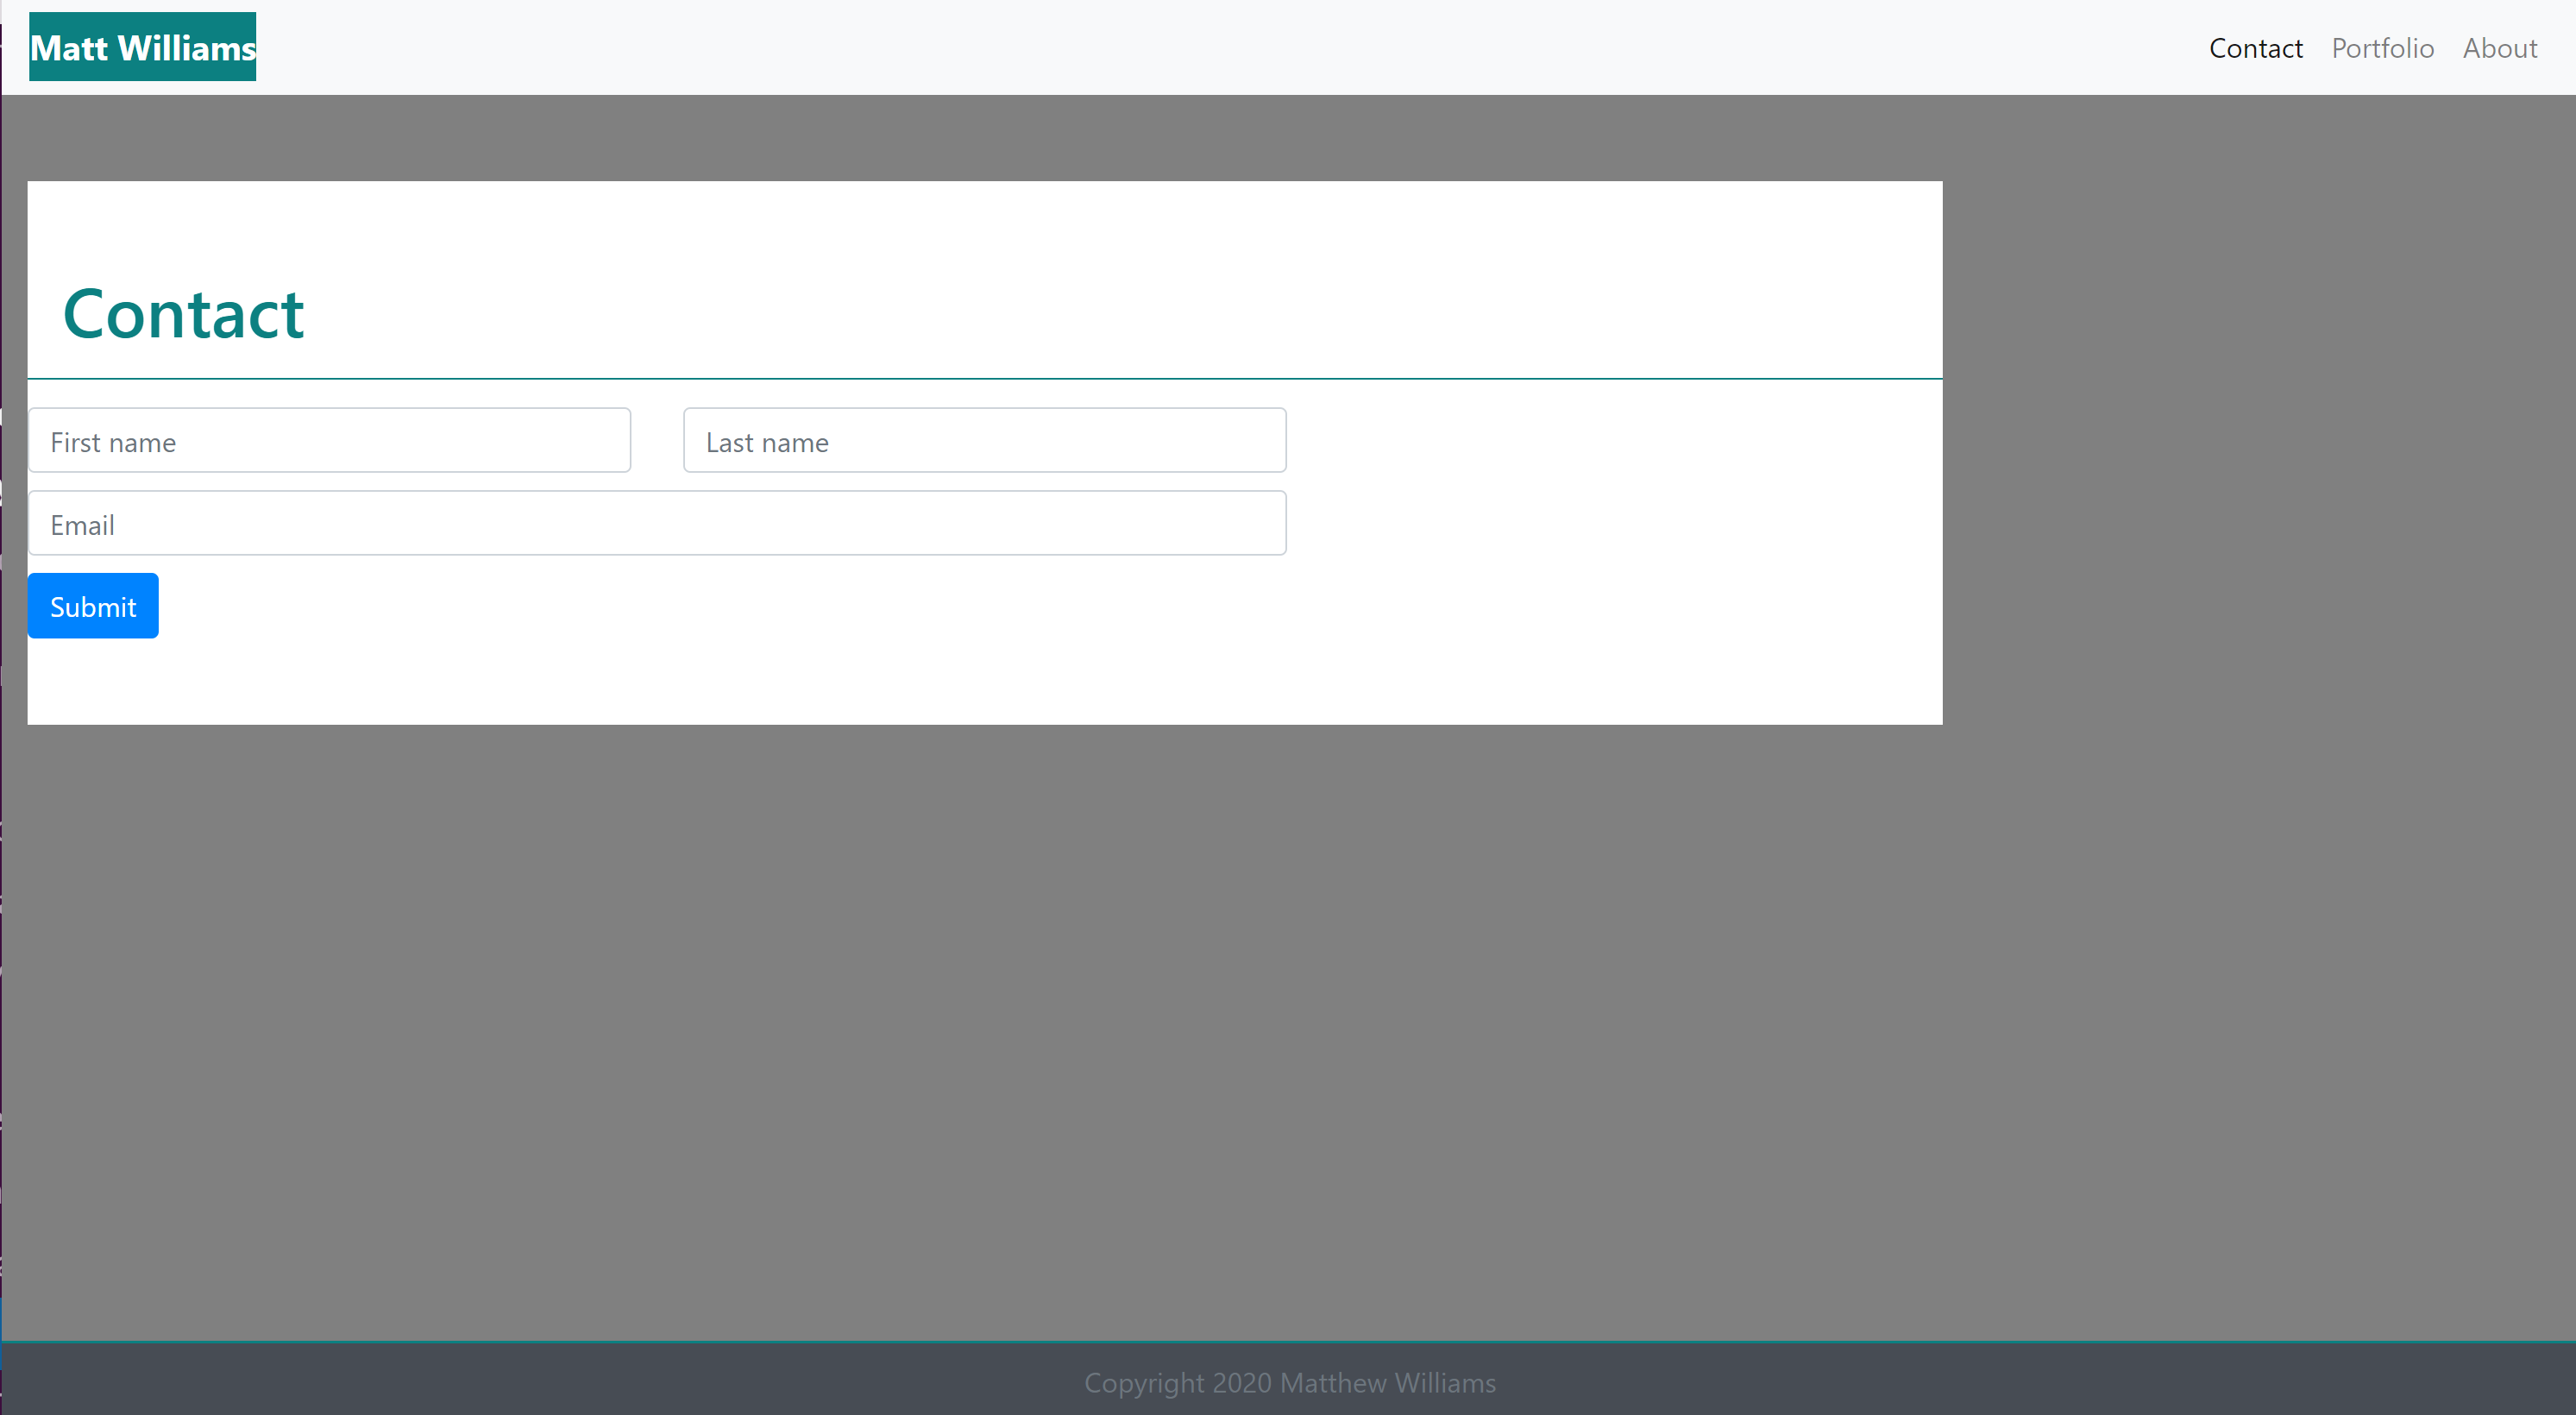 Matt Williams
Contact Portfolio About
Contact
First name Last name
Email
Submit
Copyright 2020 Matthew Williams